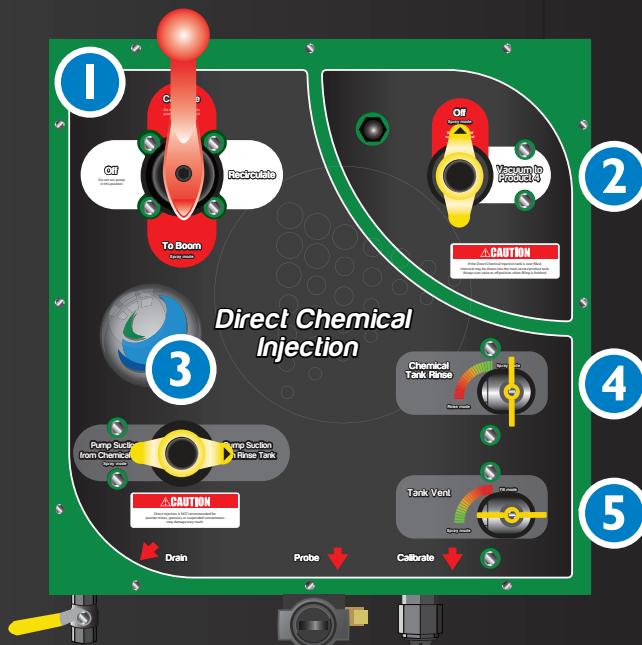 1
Off
Do not run pump
in this position
Recirculate
To Boom
Spray mode
Off
Spray mode
Vacuum to
Product 4
2
CAUTION
Direct Chemical
Injection
3
Chemical
Tank Rinse
Spray mode
Rinse mode
4
Pump Suction
from Chemical
Spray mode
Pump Suction
Rinse Tank
CAUTION
Tank Vent
Fill mode
Spray mode
5
Drain
Probe
Calibrate